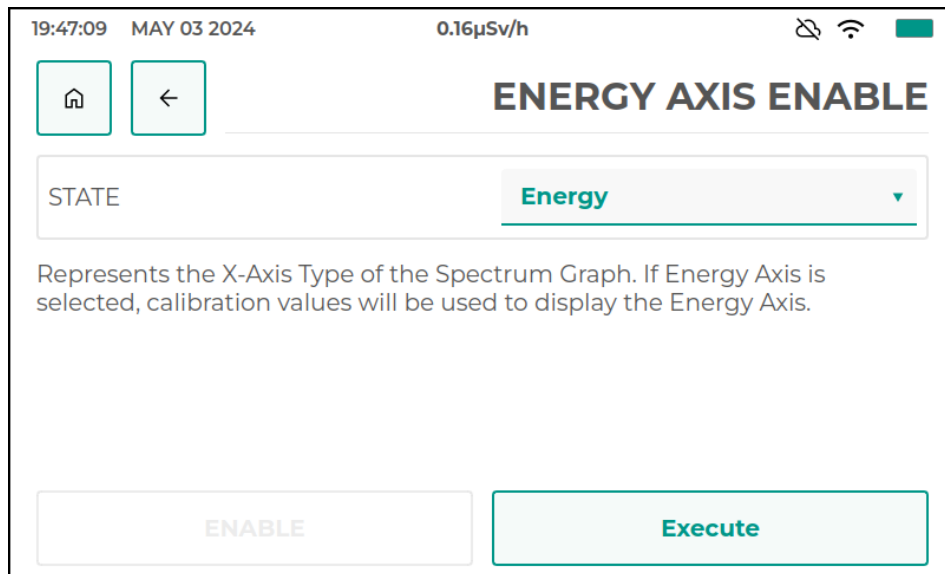 19:47:09 MAY 03 2024 0.16µSv/h
ENERGY AXIS ENABLE
STATE Energy
Represents the X-Axis Type of the Spectrum Graph. If Energy Axis is
selected, calibration values will be used to display the Energy Axis.
ENABLE Execute